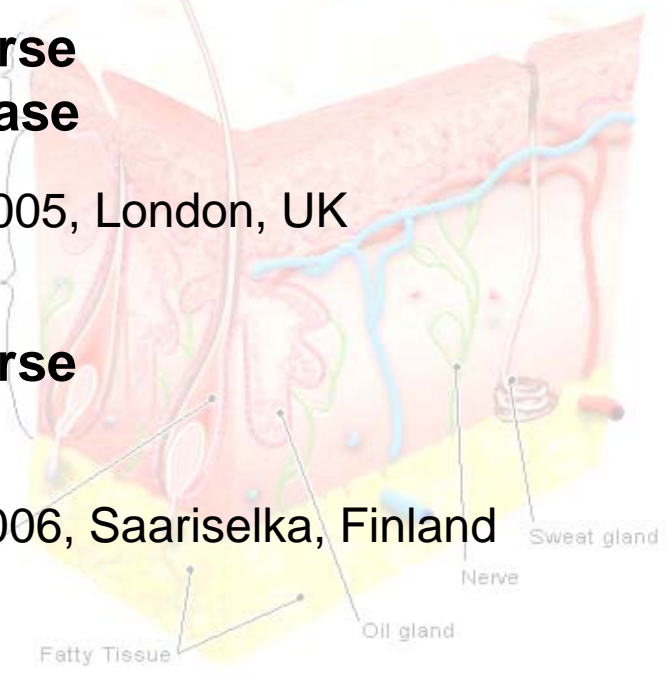 rse
ase
005, London, UK
rse
006, Saariselka, Finland
Sweat gland
Nerve
Oil gland
Fatty Tissue